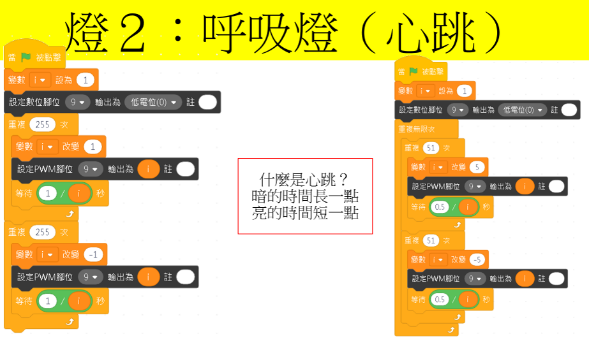 燈２：呼吸燈（心跳）
當 被點擊
變數 i 設為 1
設定數位腳位 9 輸出為 低電位(0) 註
重複 255 次
變數 i 改變 1
設定PWM腳位 9 輸出為 i 註
等待 1 / i 秒
重複 255 次
變數 i 改變 -1
設定PWM腳位 9 輸出為 i 註
等待 1 / i 秒
什麼是心跳？
暗的時間長一點
亮的時間短一點
當 被點擊
變數 i 設為 1
設定數位腳位 9 輸出為 低電位(0) 註
重複無限次
重複 51 次
變數 i 改變 5
設定PWM腳位 9 輸出為 i 註
等待 0.5 / i 秒
重複 51 次
變數 i 改變 -5
設定PWM腳位 9 輸出為 i 註
等待 0.5 / i 秒